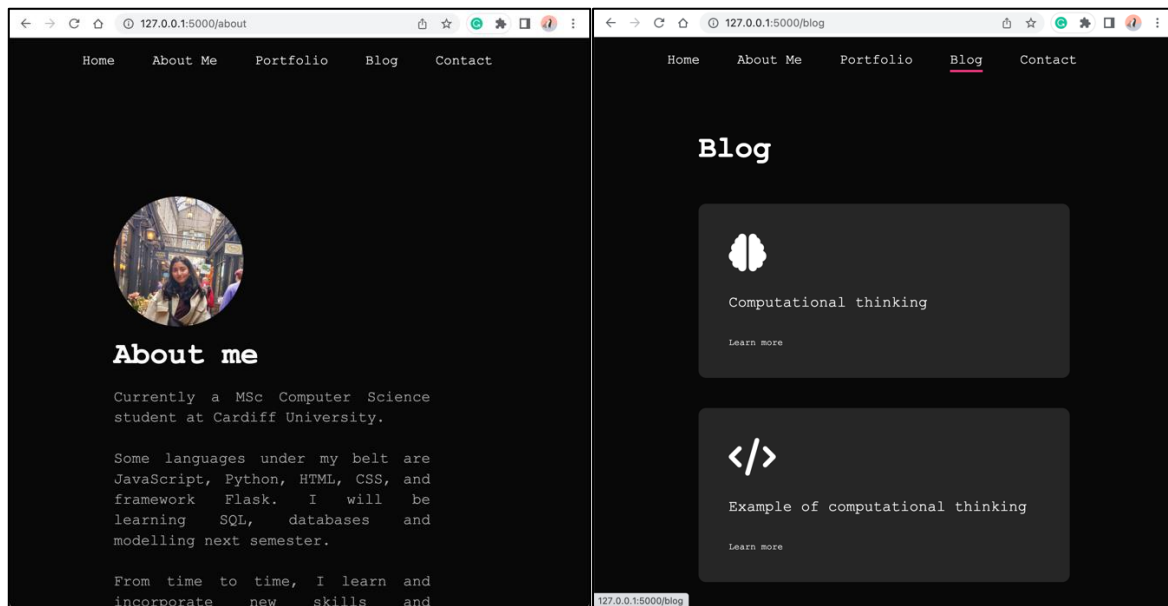 127.0.0.1:5000/about
Home About Me Portfolio Blog Contact
About me
Currently a MSc Computer Science
student at Cardiff University.
Some languages under my belt are
JavaScript, Python, HTML, CSS, and
framework Flask. I will be
learning SQL, databases and
modelling next semester.
From time to time, I learn and
incorporate new skills and
127.0.0.1:5000/blog
Home About Me Portfolio Blog Contact
Blog
Computational thinking
Learn more
</>
Example of computational thinking
Learn more
127.0.0.1:5000/blog